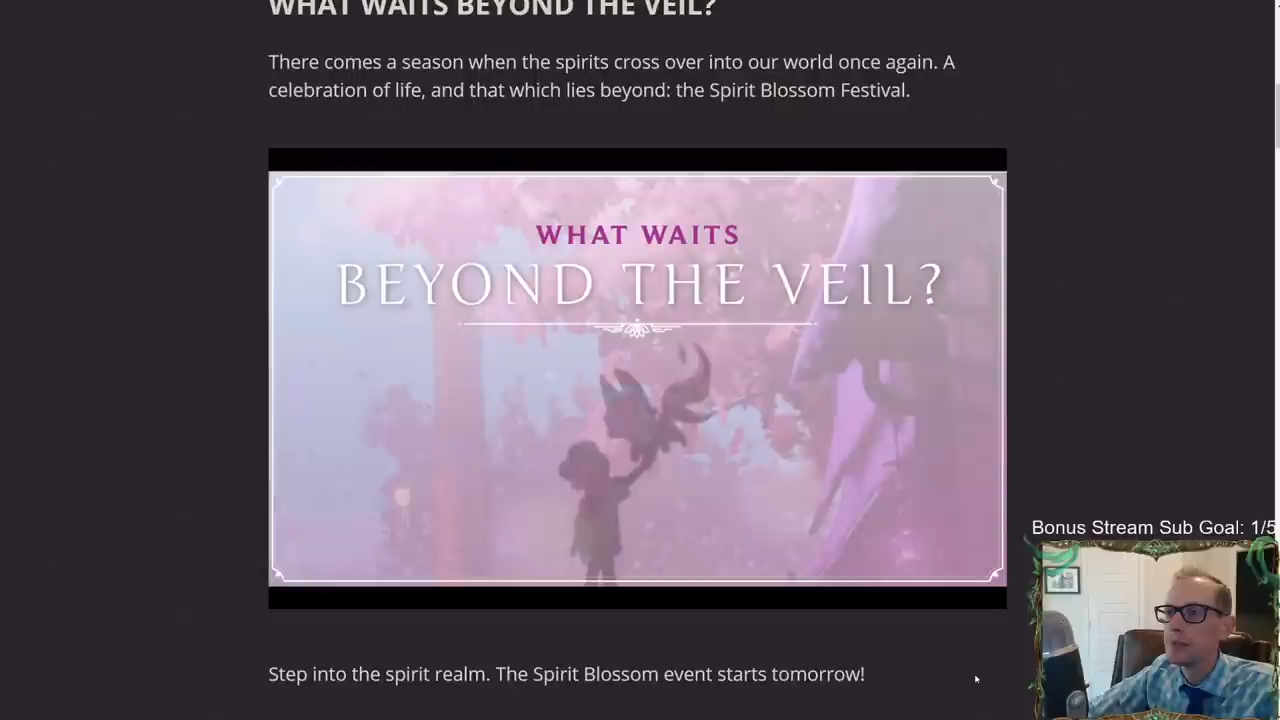 WHAT WAITS BEYOND THE VEIL?
There comes a season when the spirits cross over into our world once again. A
celebration of life, and that which lies beyond: the Spirit Blossom Festival.
WHAT WAITS
BEYOND THE VEIL?
Bonus Stream Sub Goal: 1/5
Step into the spirit realm. The Spirit Blossom event starts tomorrow!